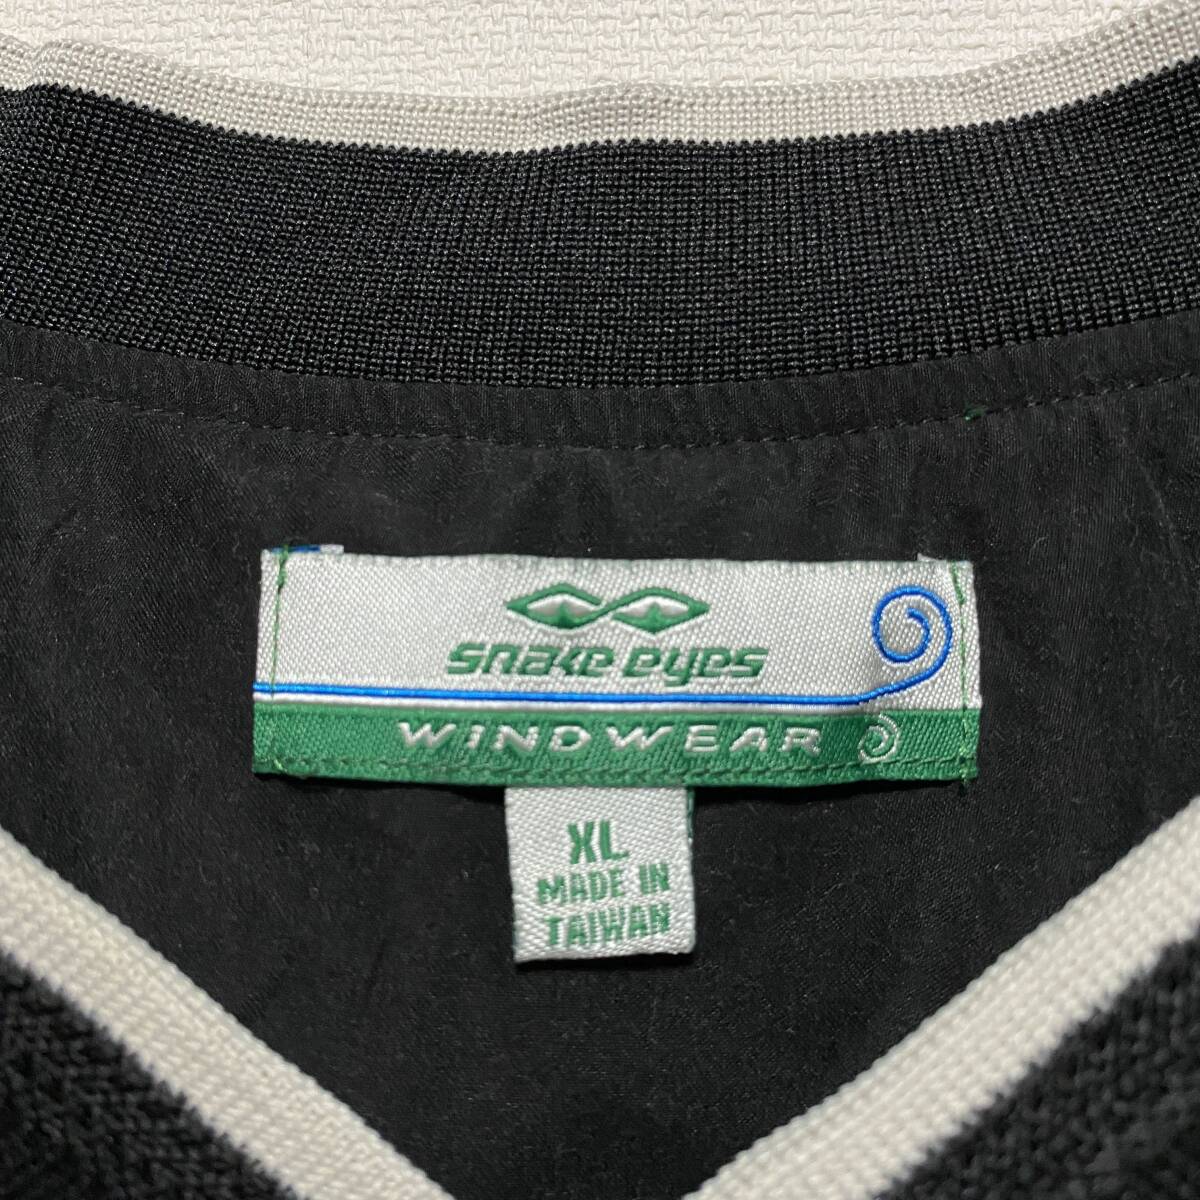 snake eyes
WINDWEAR
XL
MADE IN
TAIWAN